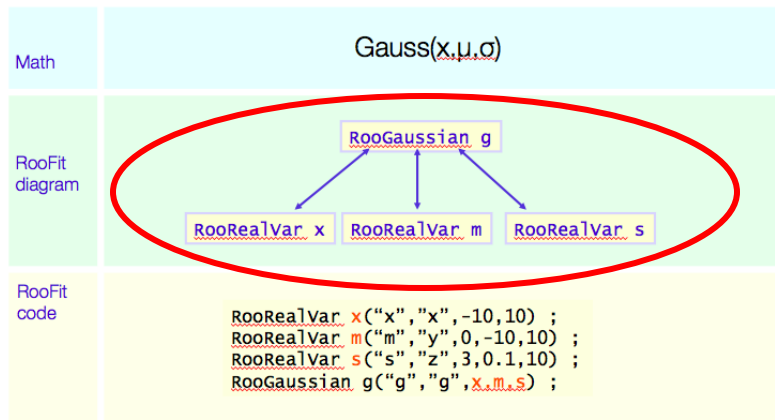 Math
Gauss(x,μ,σ)
RooFit
diagram
RooGaussian g
RooRealVar x
RooRealVar m
RooRealVar s
RooFit
code
RooRealVar x(“x”,”x”,-10,10) ;
RooRealVar m(“m”,”y”,0,-10,10) ;
RooRealVar s(“s”,”z”,3,0.1,10) ;
RooGaussian g(“g”,”g”,x,m,s) ;